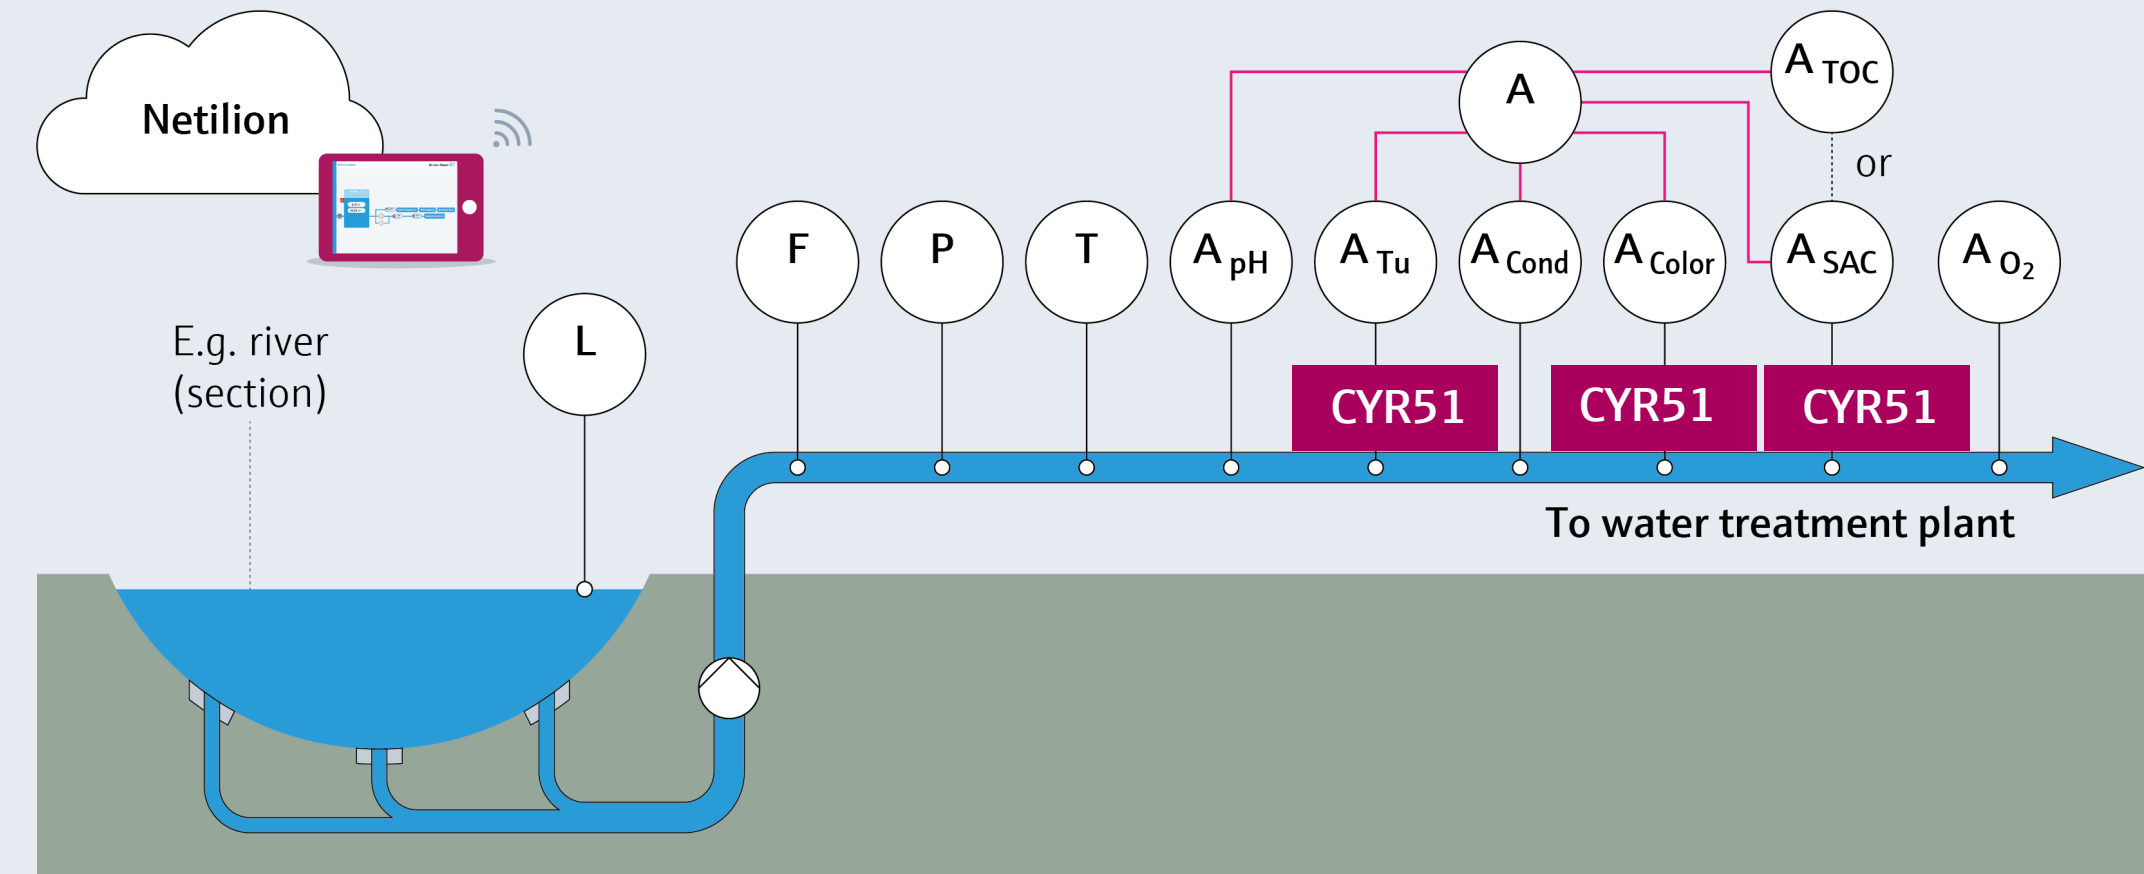 Netilion
E.g. river
(section)
L
F
P
T
A pH
A Tu
A Cond
A Color
A SAC
A O₂
A
A TOC
or
CYR51
CYR51
CYR51
To water treatment plant